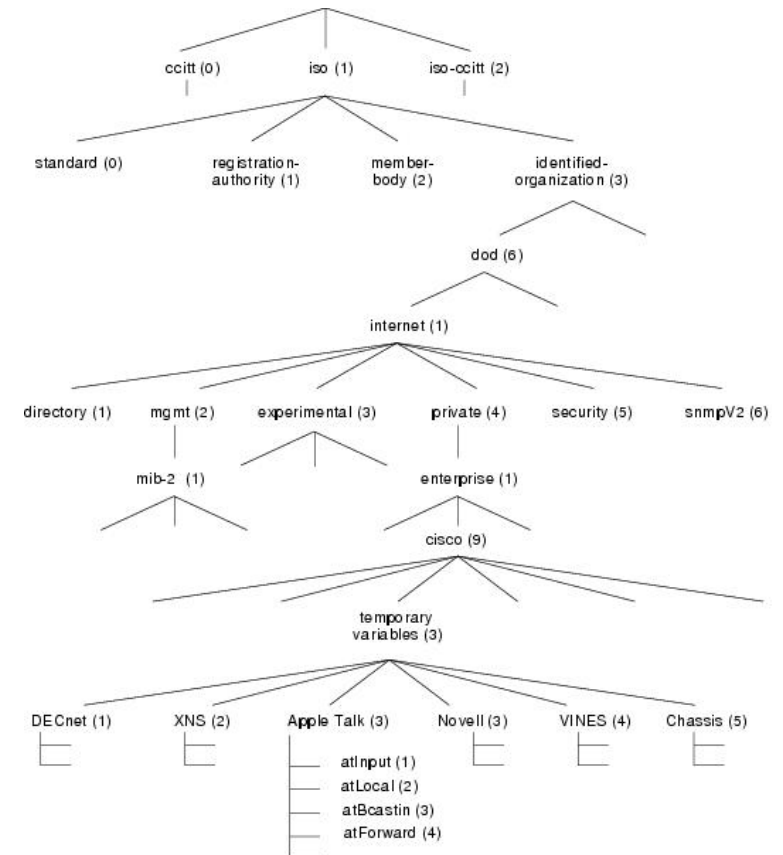 ccitt (0) iso (1) iso-ccitt (2)
standard (0) registration- member- identified-
authority (1) body (2) organization (3)
dod (6)
internet (1)
directory (1) mgmt (2) experimental (3) private (4) security (5) snmpV2 (6)
mib-2 (1) enterprise (1)
cisco (9)
temporary
variables (3)
DECnet (1) XNS (2) Apple Talk (3) Novell (3) VINES (4) Chassis (5)
atInput (1)
atLocal (2)
atBcastin (3)
atForward (4)